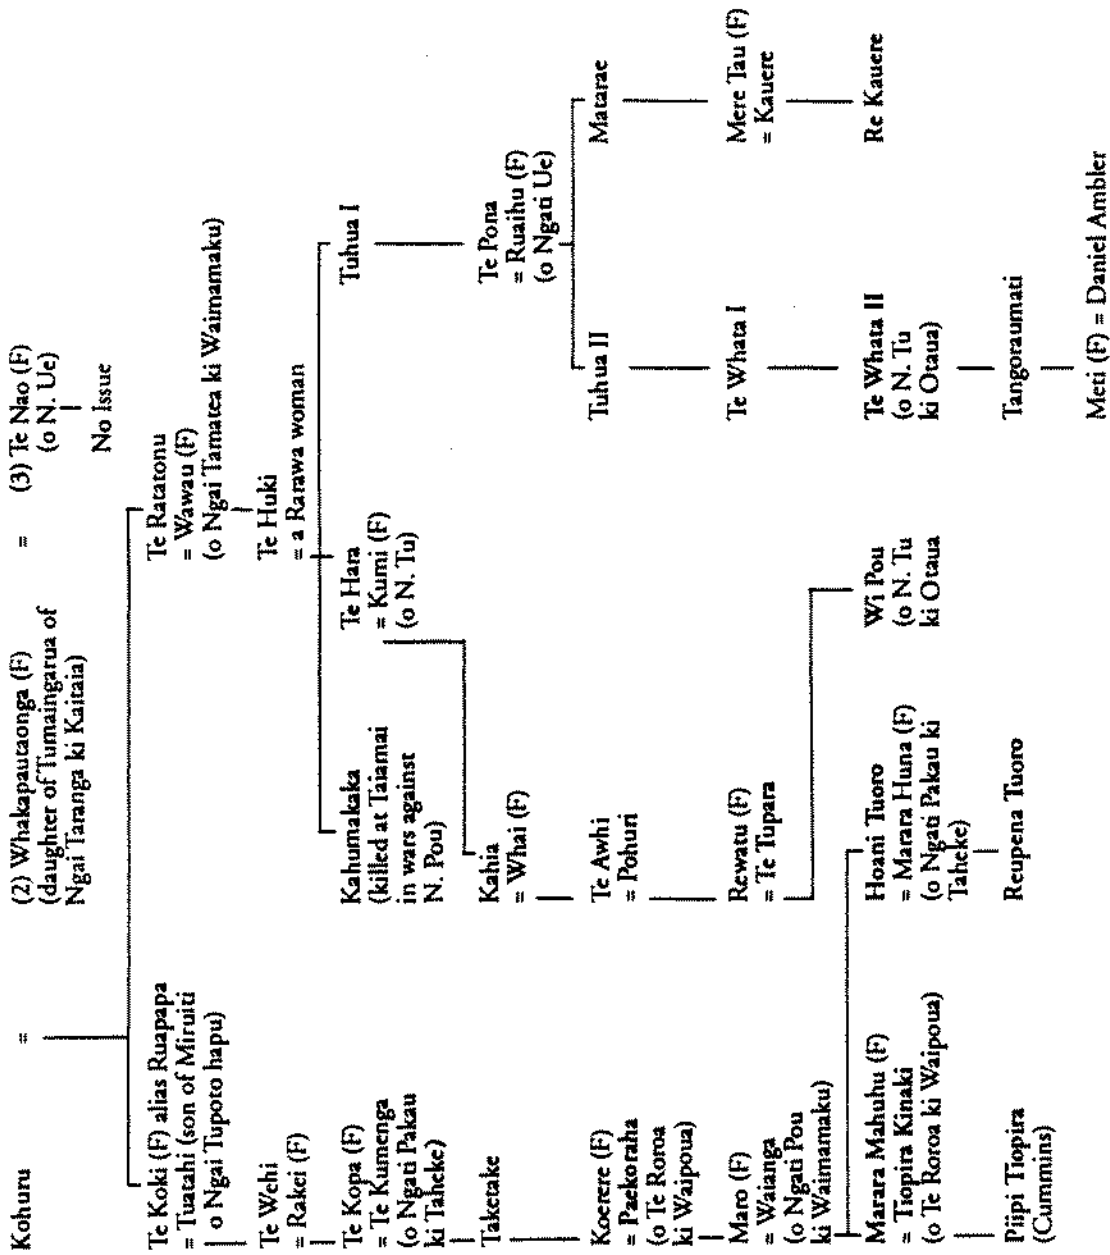 Kohuru = (2) Whakapautaonga (F) = (3) Te Nao (F)
(daughter of Tumaingarua of (o N. Ue)
Ngai Taranga ki Kaitaia) No Issue
Te Koki (F) alias Ruapapa
= Tuatahi (son of Miruiti
o Ngai Tupoto hapu)
Te Ratatonu
= Wawau (F)
(o Ngai Tamatea ki Waimamaku)
Te Wehi
= Rakei (F)
Te Huki
= a Rarawa woman
Te Kopa (F)
= Te Kumenga
(o Ngati Pakau
ki Taheke)
Kahumakaka
(killed at Taiamai
in wars against
N. Pou)
Te Hara
= Kumi (F)
(o N. Tu)
Tuhua I
Taketake
Kahia
= Whai (F)
Te Pona
= Ruaihu (F)
(o Ngati Ue)
Koerere (F)
= Paekoraha
(o Te Roroa
ki Waipoua)
Te Awhi
= Pohuri
Tuhua II
Matarae
Maro (F)
= Waianga
(o Ngati Pou
ki Waimamaku)
Rewatu (F)
= Te Tupara
Te Whata I
Mere Tau (F)
= Kauere
Marara Mahuhu (F)
= Tiopira Kinaki
(o Te Roroa ki Waipoua)
Hoani Tuoro
= Marara Huna (F)
(o Ngati Pakau ki
Taheke)
Wi Pou
(o N. Tu
ki Otaua)
Te Whata II
(o N. Tu
ki Otaua)
Re Kauere
Piipi Tiopira
(Cummins)
Reupena Tuoro
Tangoraumati
Meti (F) = Daniel Ambler